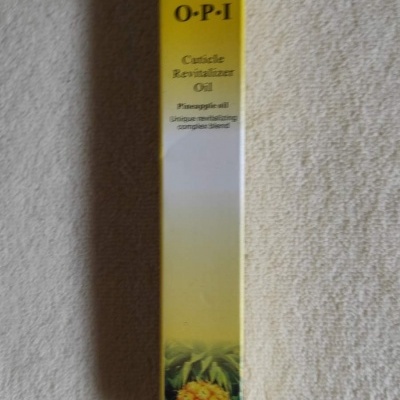 O•P•I
Cuticle
Revitalizer
Oil
Pineapple oil
Unique revitalizing
complex blend